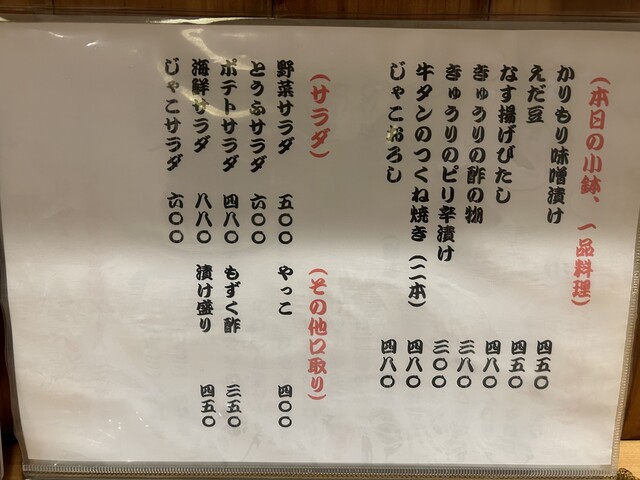 (本日の小鉢、一品料理)
かりもり味噌漬け 四五〇
えだ豆 四五〇
なす揚げびたし 四八〇
きゅうりの酢の物 三八〇
きゅうりのピリ辛漬け 三〇〇
牛タンのつくね焼き(二本) 四八〇
じゃこおろし 四八〇
(サラダ)
野菜サラダ 五〇〇
とうふサラダ 六〇〇
ポテトサラダ 四八〇
海鮮サラダ 八八〇
じゃこサラダ 六〇〇
(その他口取り)
やっこ 四〇〇
もずく酢 三五〇
漬け盛り 四五〇